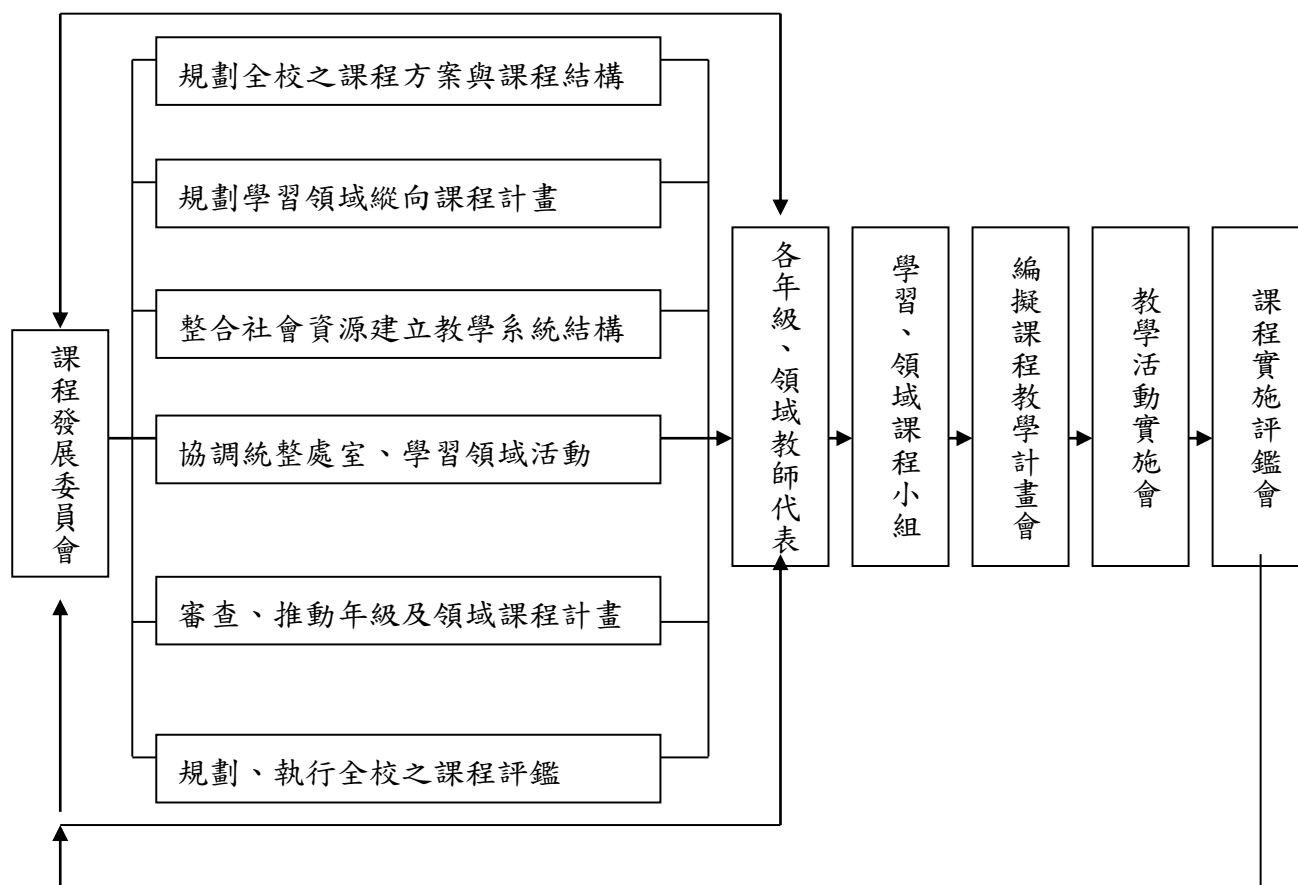 規劃全校之課程方案與課程結構
規劃學習領域縱向課程計畫
整合社會資源建立教學系統結構
協調統整處室、學習領域活動
審查、推動年級及領域課程計畫
規劃、執行全校之課程評鑑
課程發展委員會
各年級、領域教師代表
學習、領域課程小組
編擬課程教學計畫會
教學活動實施會
課程實施評鑑會